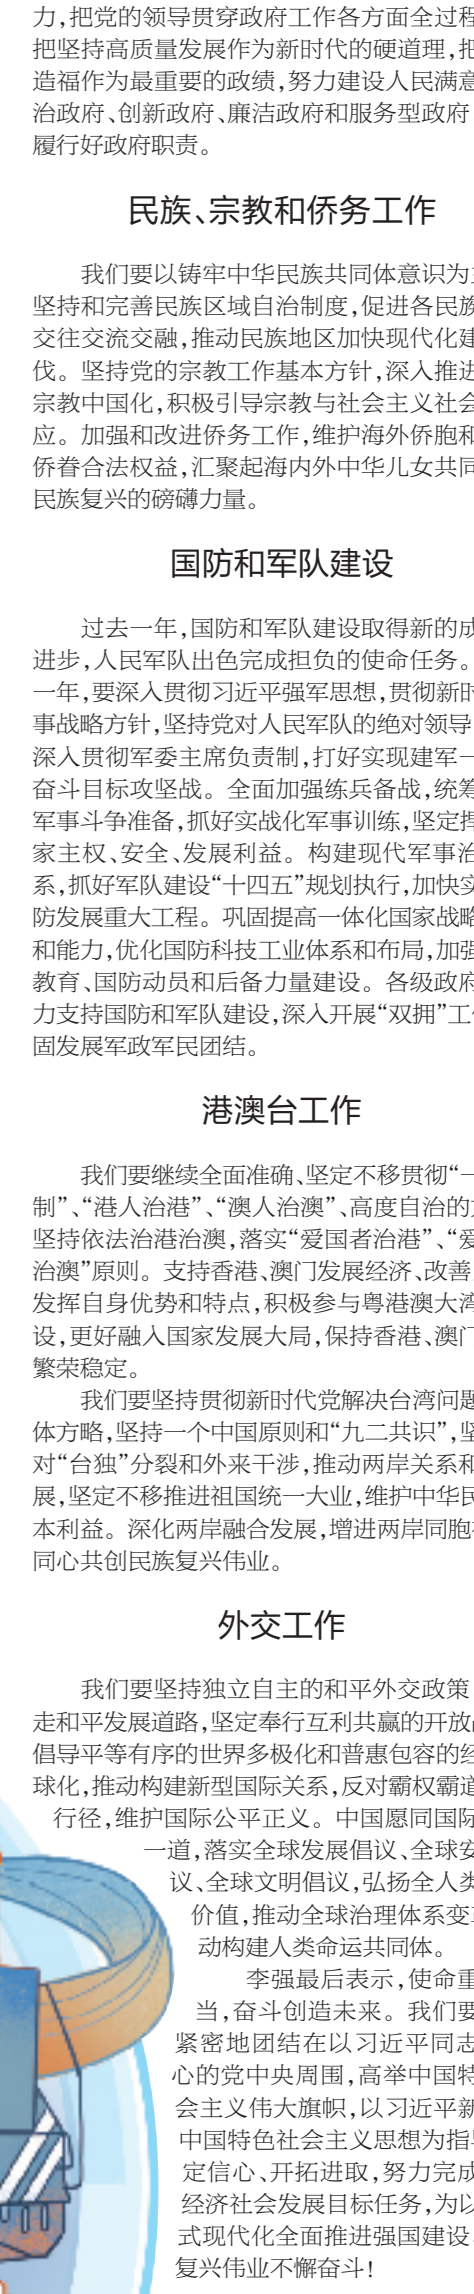 力,把党的领导贯穿政府工作各方面全过程
把坚持高质量发展作为新时代的硬道理,把
造福作为最重要的政绩,努力建设人民满意
治政府、创新政府、廉洁政府和服务型政府
履行好政府职责。
民族、宗教和侨务工作
我们要以铸牢中华民族共同体意识为
坚持和完善民族区域自治制度,促进各民族
交往交流交融,推动民族地区加快现代化建
伐。坚持党的宗教工作基本方针,深入推进
宗教中国化,积极引导宗教与社会主义社会
应。加强和改进侨务工作,维护海外侨胞和
侨眷合法权益,汇聚起海内外中华儿女共同
民族复兴的磅礴力量。
国防和军队建设
过去一年,国防和军队建设取得新的成
进步,人民军队出色完成担负的使命任务。
一年,要深入贯彻习近平强军思想,贯彻新时
事战略方针,坚持党对人民军队的绝对领导
深入贯彻军委主席负责制,打好实现建军一
奋斗目标攻坚战。全面加强练兵备战,统筹
军事斗争准备,抓好实战化军事训练,坚定捍
家主权、安全、发展利益。构建现代军事治
系,抓好军队建设“十四五”规划执行,加快实
防发展重大工程。巩固提高一体化国家战略
和能力,优化国防科技工业体系和布局,加强
教育、国防动员和后备力量建设。各级政府
力支持国防和军队建设,深入开展“双拥”工作
固发展军政军民团结。
港澳台工作
我们要继续全面准确、坚定不移贯彻“一
制”、“港人治港”、“澳人治澳”、高度自治的方
坚持依法治港治澳,落实“爱国者治港”、“爱
治澳”原则。支持香港、澳门发展经济、改善
发挥自身优势和特点,积极参与粤港澳大湾
设,更好融入国家发展大局,保持香港、澳门
繁荣稳定。
我们要坚持贯彻新时代党解决台湾问题
体方略,坚持一个中国原则和“九二共识”,坚
对“台独”分裂和外来干涉,推动两岸关系和
展,坚定不移推进祖国统一大业,维护中华民
本利益。深化两岸融合发展,增进两岸同胞福
同心共创民族复兴伟业。
外交工作
我们要坚持独立自主的和平外交政策
走和平发展道路,坚定奉行互利共赢的开放战
倡导平等有序的世界多极化和普惠包容的经
球化,推动构建新型国际关系,反对霸权霸道
行径,维护国际公平正义。中国愿同国际
一道,落实全球发展倡议、全球安
议、全球文明倡议,弘扬全人类
价值,推动全球治理体系变革
动构建人类命运共同体。
李强最后表示,使命重
当,奋斗创造未来。我们要
紧密地团结在以习近平同志
心的党中央周围,高举中国特
会主义伟大旗帜,以习近平新
中国特色社会主义思想为指导
定信心、开拓进取,努力完成
经济社会发展目标任务,为以
式现代化全面推进强国建设、
复兴伟业不懈奋斗!